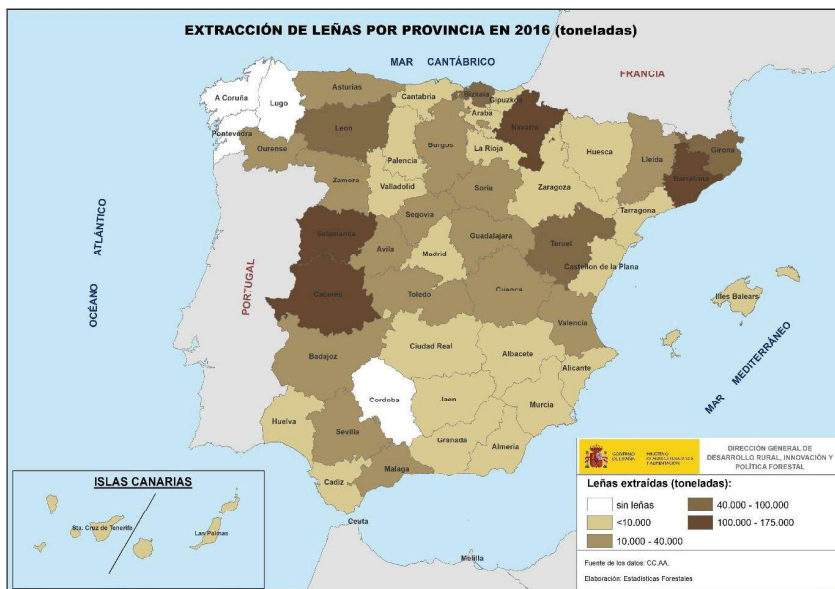 EXTRACCIÓN DE LEÑAS POR PROVINCIA EN 2016 (toneladas)
MAR CANTÁBRICO
FRANCIA
OCÉANO ATLÁNTICO
PORTUGAL
MAR MEDITERRÁNEO
A Coruña
Lugo
Pontevedra
Ourense
Asturias
Cantabria
Bizkaia
Gipuzkoa
Araba
Navarra
Leon
Palencia
Burgos
La Rioja
Huesca
Lleida
Girona
Barcelona
Zamora
Valladolid
Soria
Zaragoza
Tarragona
Segovia
Salamanca
Avila
Madrid
Guadalajara
Teruel
Castellon de la Plana
Illes Balears
Caceres
Toledo
Cuenca
Valencia
Badajoz
Ciudad Real
Albacete
Alicante
Cordoba
Jaen
Murcia
Huelva
Sevilla
Granada
Almeria
Cadiz
Malaga
Ceuta
Melilla
ISLAS CANARIAS
Sta. Cruz de Tenerife
Las Palmas
GOBIERNO
DE ESPAÑA
MINISTERIO
DIRECCIÓN GENERAL DE
DESARROLLO RURAL, INNOVACIÓN Y
POLÍTICA FORESTAL
Leñas extraídas (toneladas):
sin leñas
<10.000
10.000 - 40.000
40.000 - 100.000
100.000 - 175.000
Fuente de los datos: CC.AA.
Elaboración: Estadísticas Forestales